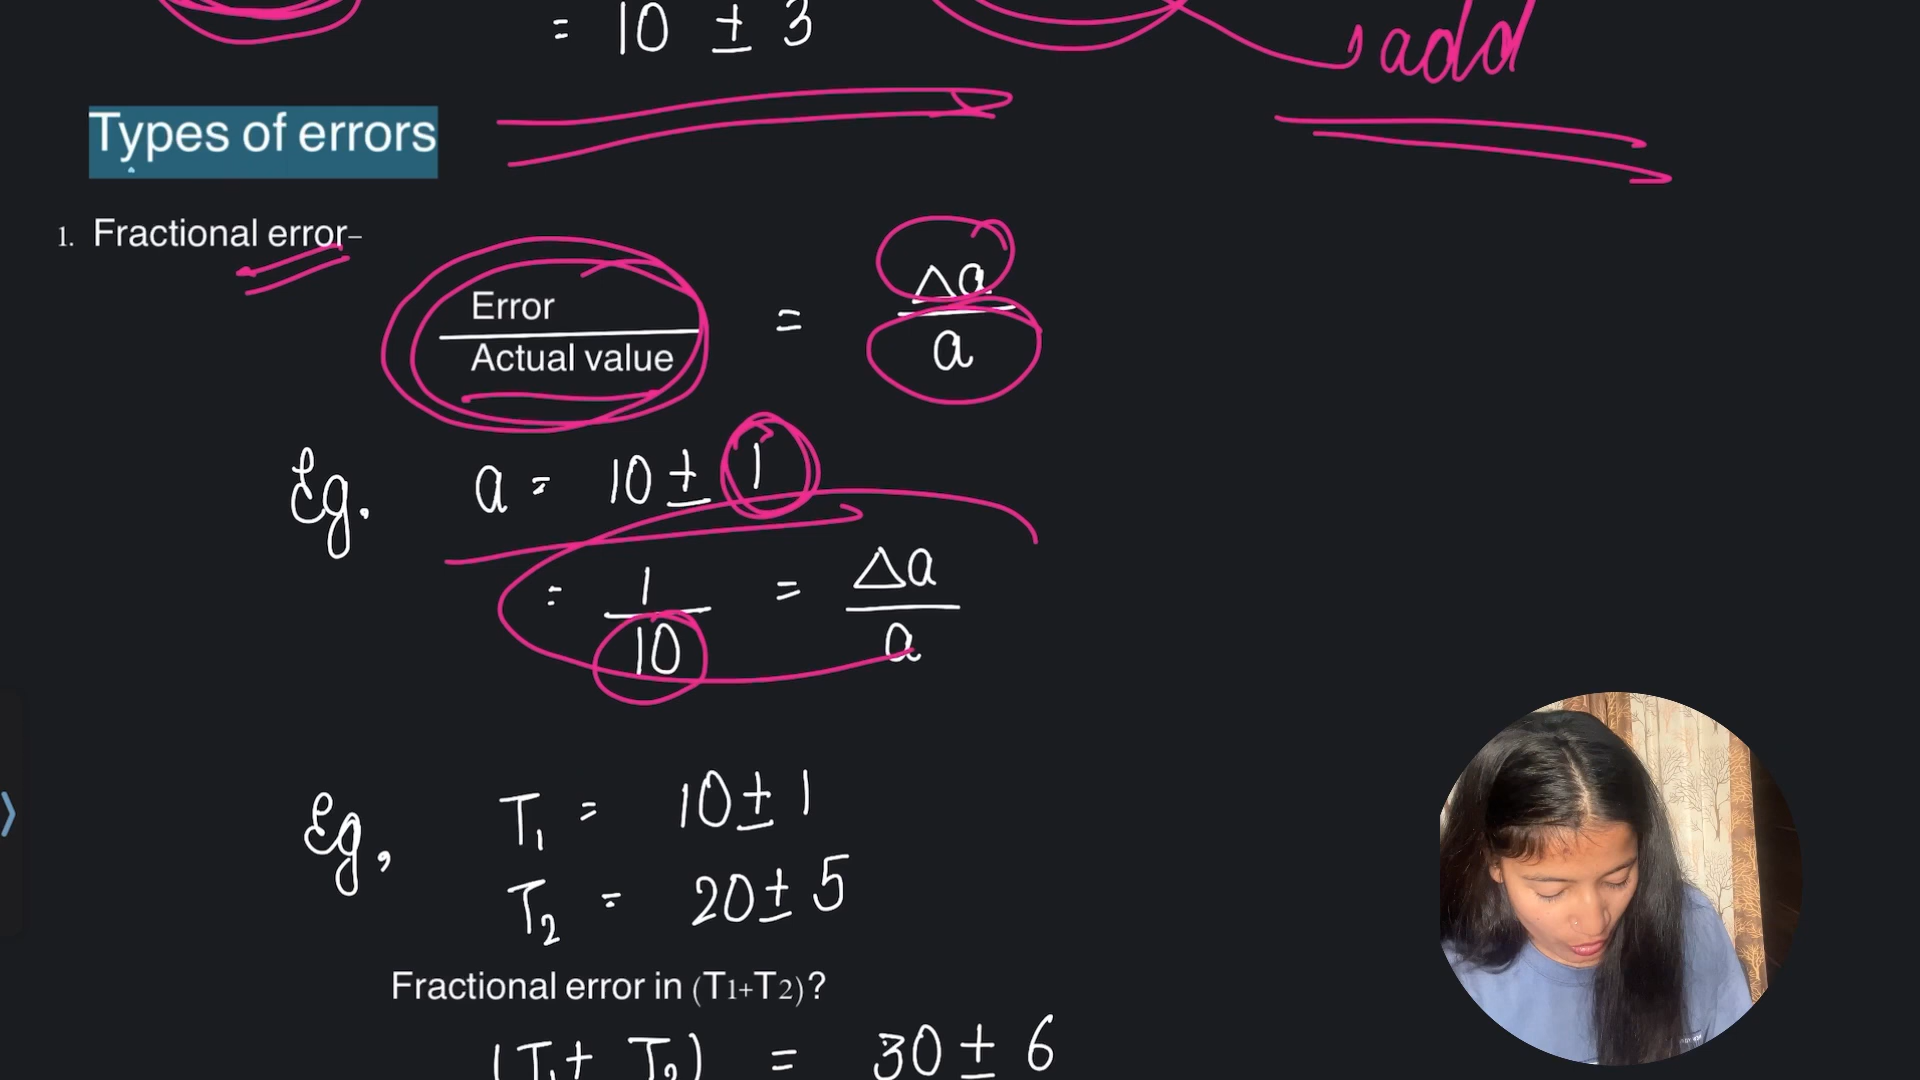 = 10 ± 3
add
Types of errors
1. Fractional error-
Error
Actual value
= Δa
a
Eg. a = 10 ± 1
= 1
10
= Δa
a
Eg, T1 = 10 ± 1
T2 = 20 ± 5
Fractional error in (T1+T2)?
(T1 + T2) = 30 ± 6